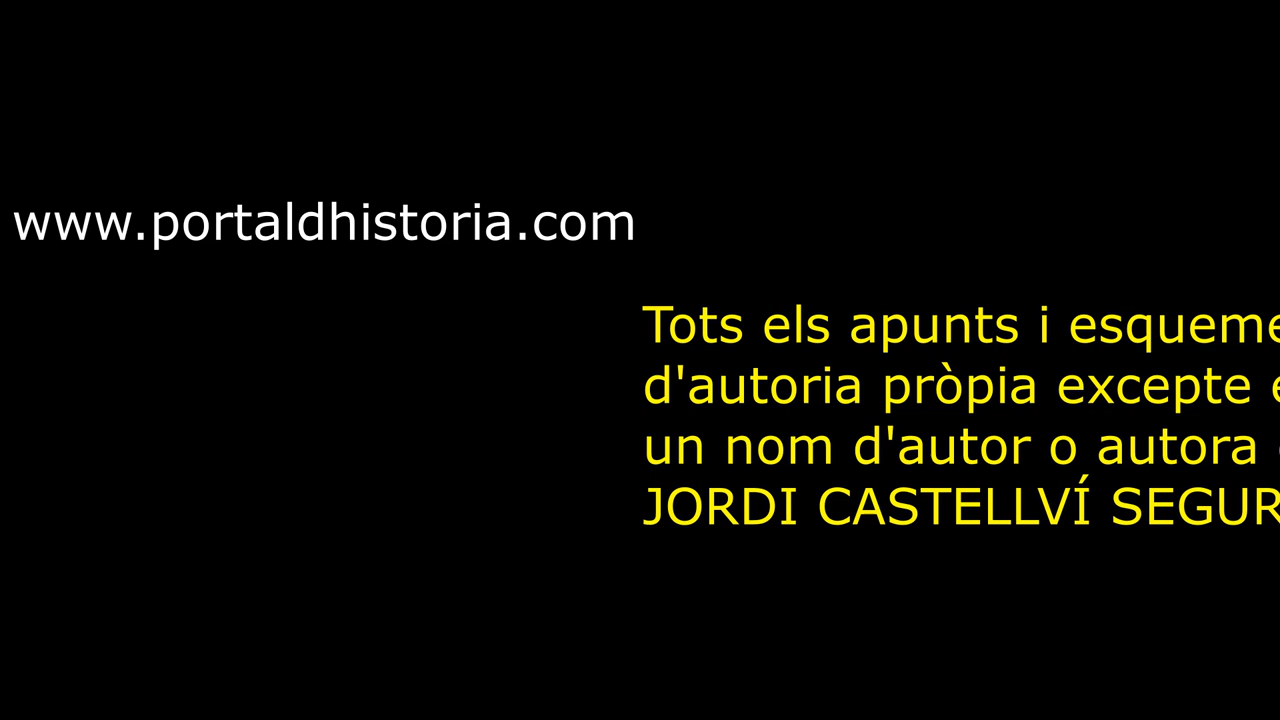 www.portaldhistoria.com
Tots els apunts i esqueme
d'autoria pròpia excepte
un nom d'autor o autora
JORDI CASTELLVÍ SEGUR